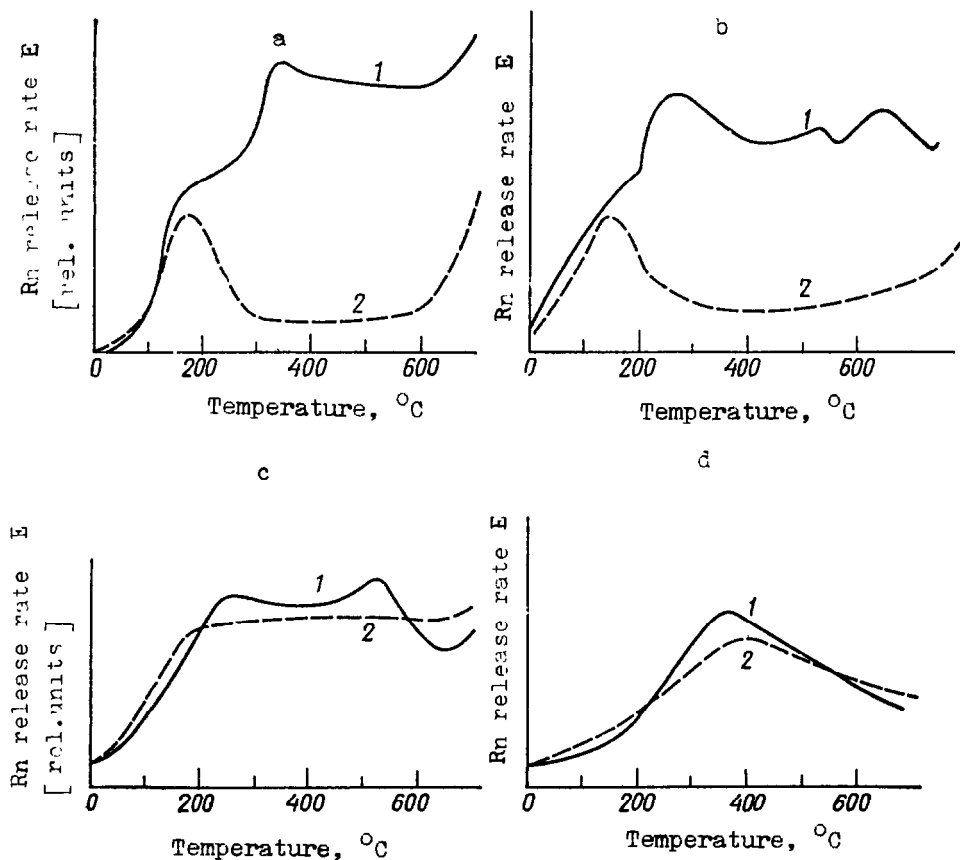 a
Rn release rate E
[rel. units]
1
2
0 200 400 600
Temperature, °C
b
Rn release rate E
1
2
0 200 400 600
Temperature, °C
c
Rn release rate E
[rel.units]
1
2
0 200 400 600
Temperature, °C
d
Rn release rate E
1
2
0 200 400 600
Temperature, °C